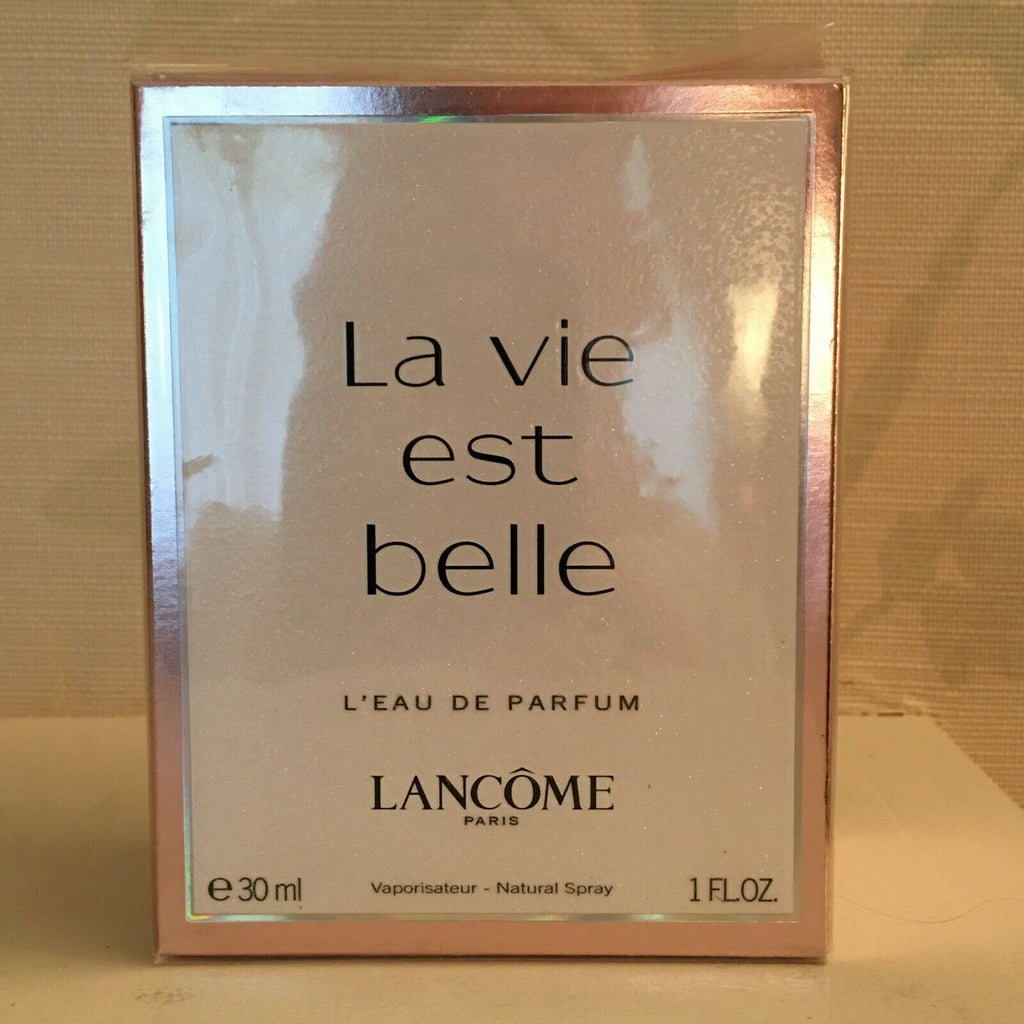 La vie
est
belle
L'EAU DE PARFUM
LANCÔME
PARIS
e 30 ml Vaporisateur - Natural Spray 1 FL.OZ.